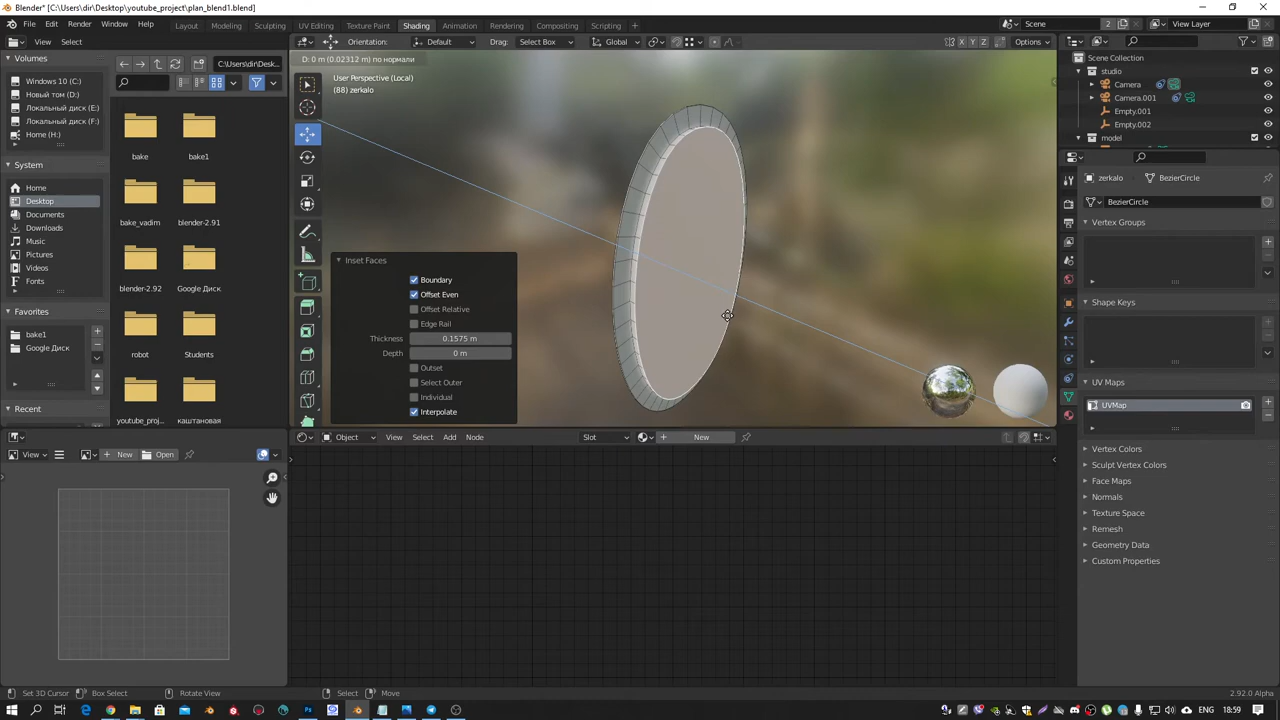 Blender* [C:\Users\dir\Desktop\youtube_project\plan_blend1.blend]
File Edit Render Window Help Layout Modeling Sculpting UV Editing Texture Paint Shading Animation Rendering Compositing Scripting + Scene 2 View Layer
View Select Orientation: Default Drag: Select Box Global X Y Z Options
Volumes
C:\Users\dir\Desk...
Windows 10 (C:)
Новый том (D:)
Локальный диск (E:)
Локальный диск (F:)
Home (H:)
System
Home
Desktop
Documents
Downloads
Music
Pictures
Videos
Fonts
Favorites
bake1
Google Диск
Recent
bake
bake1
bake_vadim
blender-2.91
blender-2.92
Google Диск
robot
Students
youtube_proj...
каштановая
D: 0 m (0.02312 m) по нормали
User Perspective (Local)
(88) zerkalo
Inset Faces
Boundary
Offset Even
Offset Relative
Edge Rail
Thickness 0.1575 m
Depth 0 m
Outset
Select Outer
Individual
Interpolate
Scene Collection
studio
Camera
Camera.001
Empty.001
Empty.002
model
zerkalo BezierCircle
BezierCircle
Vertex Groups
Shape Keys
UV Maps
UVMap
Vertex Colors
Sculpt Vertex Colors
Face Maps
Normals
Texture Space
Remesh
Geometry Data
Custom Properties
View New Open
Object View Select Add Node Slot New
Set 3D Cursor Box Select Rotate View Select Move 2.92.0 Alpha
ENG 18:59